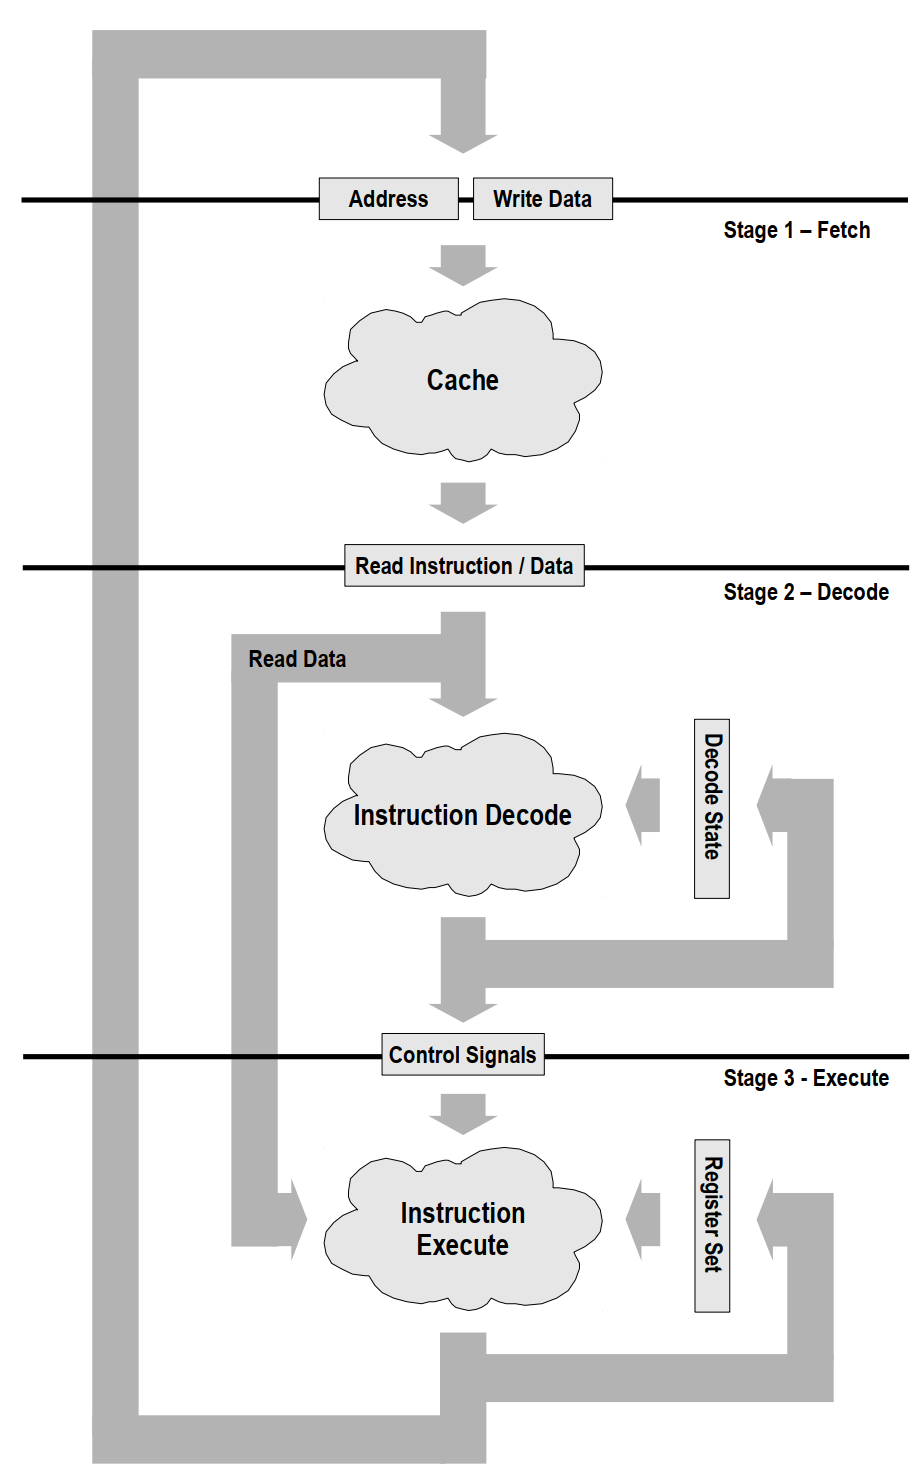 Address
Write Data
Stage 1 – Fetch
Cache
Read Instruction / Data
Stage 2 – Decode
Read Data
Decode State
Instruction Decode
Control Signals
Stage 3 - Execute
Register Set
Instruction
Execute